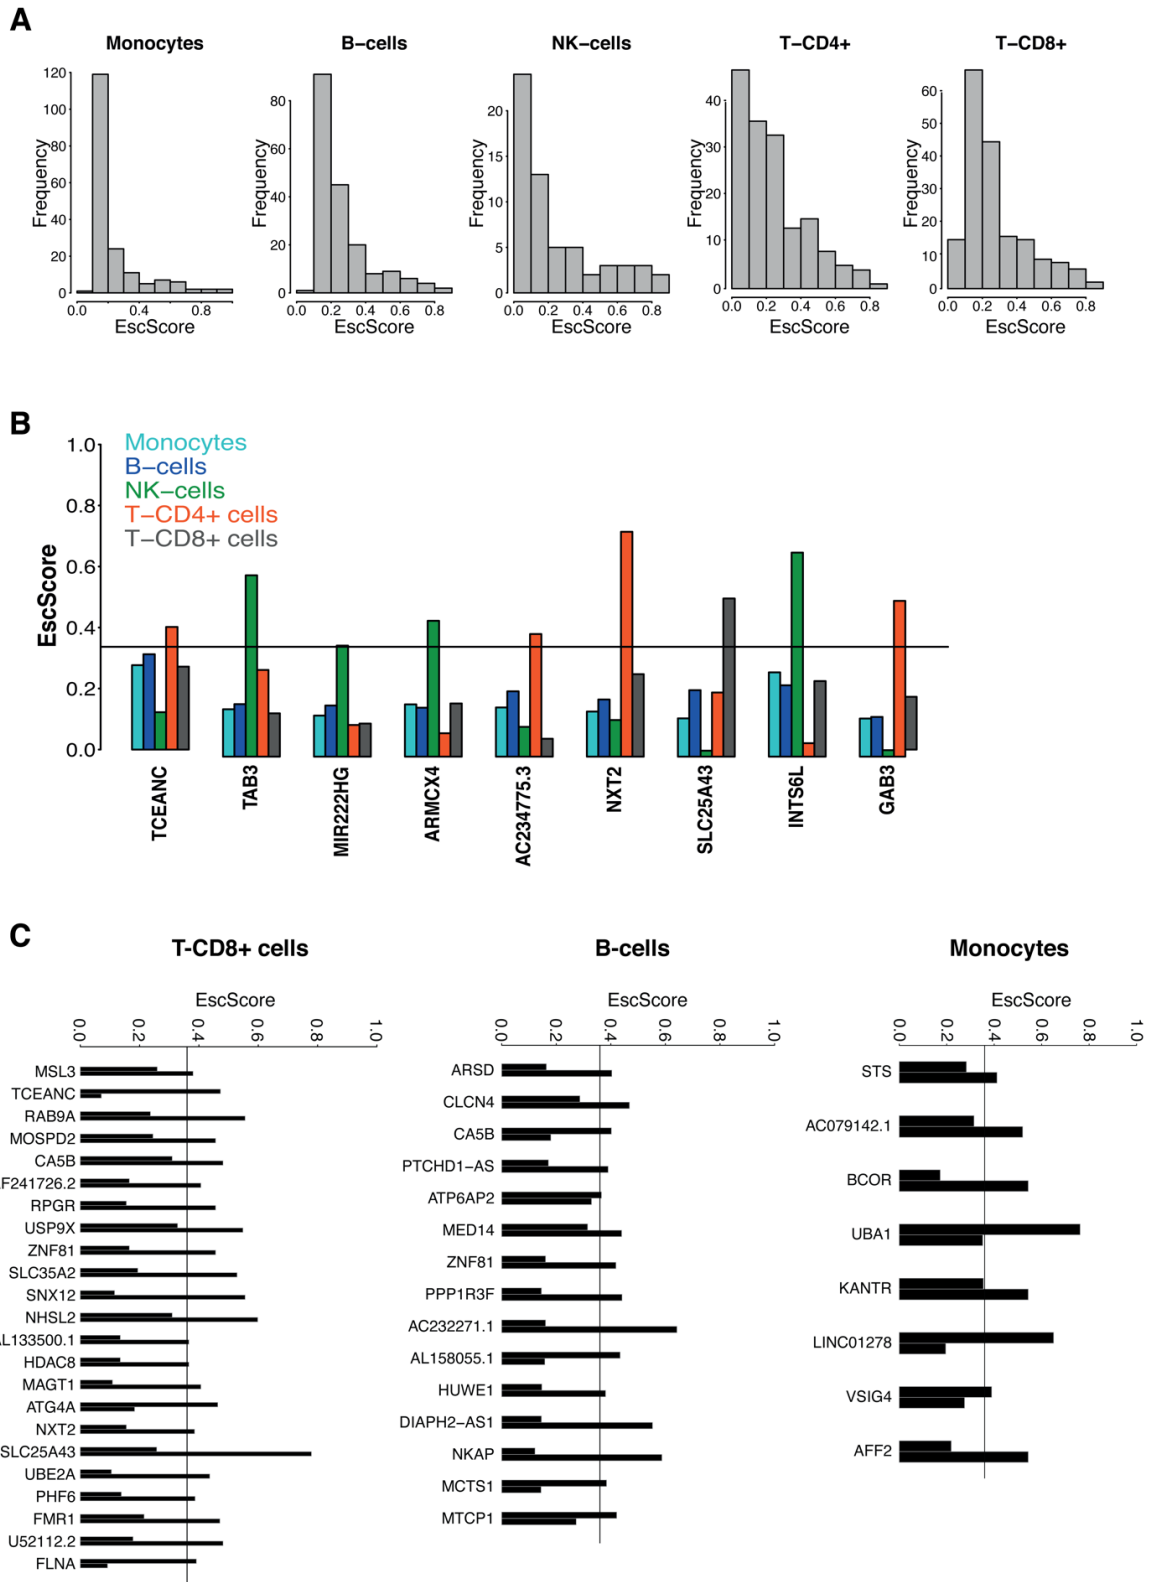 A
Monocytes
B−cells
NK−cells
T−CD4+
T−CD8+
Frequency
0
20
40
60
80
100
120
0.0
0.4
0.8
EscScore
Frequency
0
20
40
60
80
0.0
0.2
0.4
0.6
0.8
EscScore
Frequency
0
5
10
15
20
0.0
0.2
0.4
0.6
0.8
EscScore
Frequency
0
10
20
30
40
0.0
0.2
0.4
0.6
0.8
EscScore
Frequency
0
10
20
30
40
50
60
0.0
0.2
0.4
0.6
0.8
EscScore
B
EscScore
1.0
0.8
0.6
0.4
0.2
0.0
Monocytes
B−cells
NK−cells
T−CD4+ cells
T−CD8+ cells
TCEANC
TAB3
MIR222HG
ARMCX4
AC234775.3
NXT2
SLC25A43
INTS6L
GAB3
C
T-CD8+ cells
EscScore
0.0
0.2
0.4
0.6
0.8
1.0
MSL3
TCEANC
RAB9A
MOSPD2
CA5B
F241726.2
RPGR
USP9X
ZNF81
SLC35A2
SNX12
NHSL2
AL133500.1
HDAC8
MAGT1
ATG4A
NXT2
SLC25A43
UBE2A
PHF6
FMR1
U52112.2
FLNA
B-cells
EscScore
0.0
0.2
0.4
0.6
0.8
1.0
ARSD
CLCN4
CA5B
PTCHD1−AS
ATP6AP2
MED14
ZNF81
PPP1R3F
AC232271.1
AL158055.1
HUWE1
DIAPH2−AS1
NKAP
MCTS1
MTCP1
Monocytes
EscScore
0.0
0.2
0.4
0.6
0.8
1.0
STS
AC079142.1
BCOR
UBA1
KANTR
LINC01278
VSIG4
AFF2